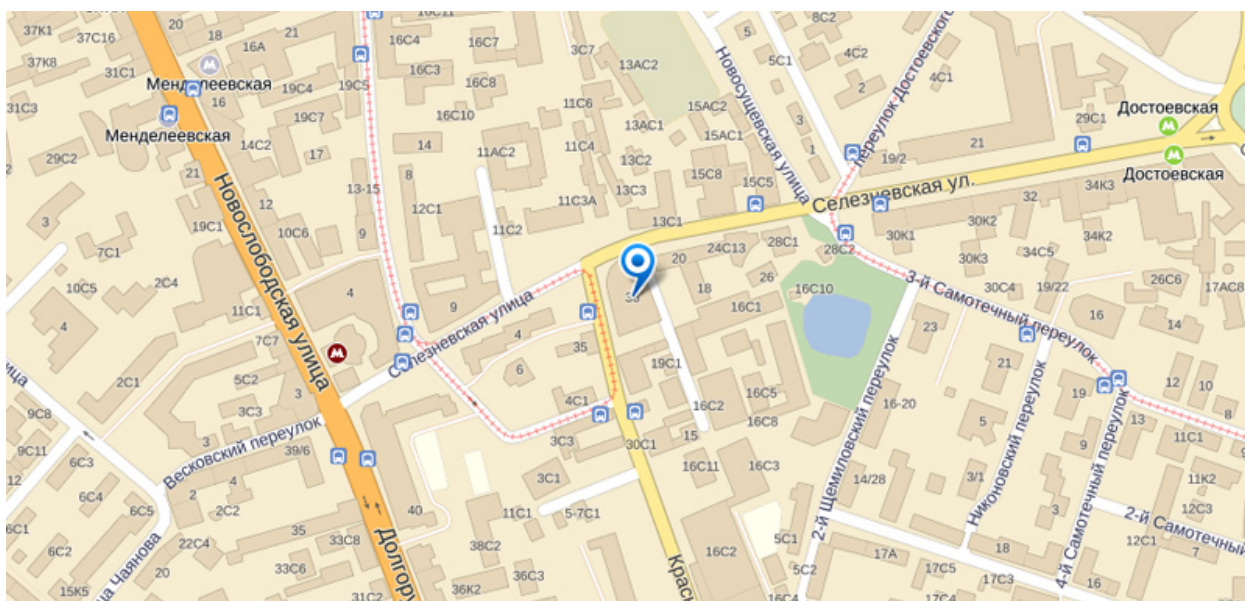 37К1
37С16
20
18
16А
21
16С11
16С4
16С7
3С7
13АС2
5
8С2
4С2
5С1
4С1
2
3
1
37К8
31С1
Менделеевская
19С4
19С5
16С3
16С8
11С6
15АС2
Новосущевская улица
переулок Достоевского
Достоевская
31С3
16
Менделеевская
19С7
16С10
13АС1
15АС1
29С1
29С2
14С2
17
14
11АС2
11С4
13С2
19/2
21
Достоевская
21
13-15
8
13С3
15С8
15С5
Селезневская ул.
32
34К3
3
19С1
12
12С1
11С3А
13С1
30К2
34К2
7С1
10С6
9
11С2
20
24С13
28С1
28С2
30К1
34С5
Новослободская улица
30К3
10С5
2С4
4
18
26
16С10
3-й Самотечный переулок
30С4
19/22
26С6
17АС8
4
11С1
9
Селезневская улица
16С1
16
14
7С7
4
23
2С1
5С2
6
35
19С1
21
3
16С5
19
12
10
9С8
3С3
4С1
16С2
16С8
16-20
5
8
9С11
Весковский переулок
3
39/6
3С3
30С1
15
9
13
11С1
6С3
4
16С11
16С3
2-й Щемиловский переулок
Никоновский переулок
4-й Самотечный переулок
12
6С4
2
2С2
3С1
14/28
3/1
11К2
6С1
6С5
35
40
11С1
5-7С1
3
12С3
2-й Самотечный
22С4
33С8
38С2
5С1
12С1
7
6С2
16С2
17А
18
20
33С6
36С3
5С2
17С5
17С3
16
15К5
31С2
36К2
16С4
Долгору
Краск